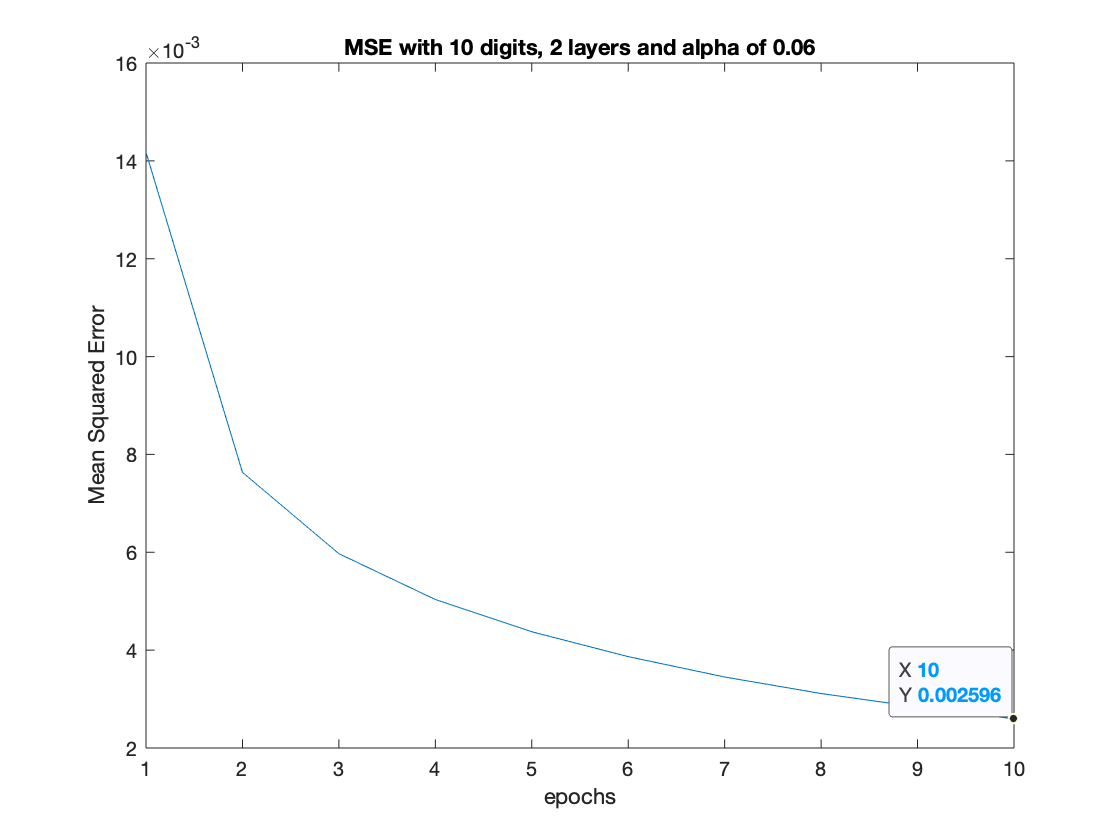 MSE with 10 digits, 2 layers and alpha of 0.06
×10-3
16
14
12
10
8
6
4
2
Mean Squared Error
X 10
Y 0.002596
1 2 3 4 5 6 7 8 9 10
epochs